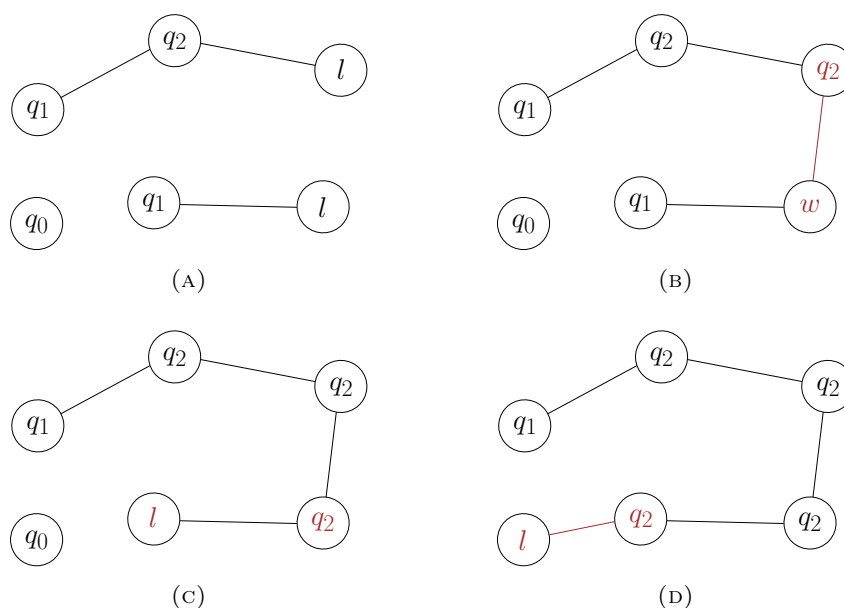 q₂ q₂
l q₂
q₁ q₁
q₁ l q₁ w
q₀ q₀
(A) (B)
q₂ q₂
q₂ q₂
q₁ q₁
l q₂ q₂ q₂
q₀ l
(C) (D)